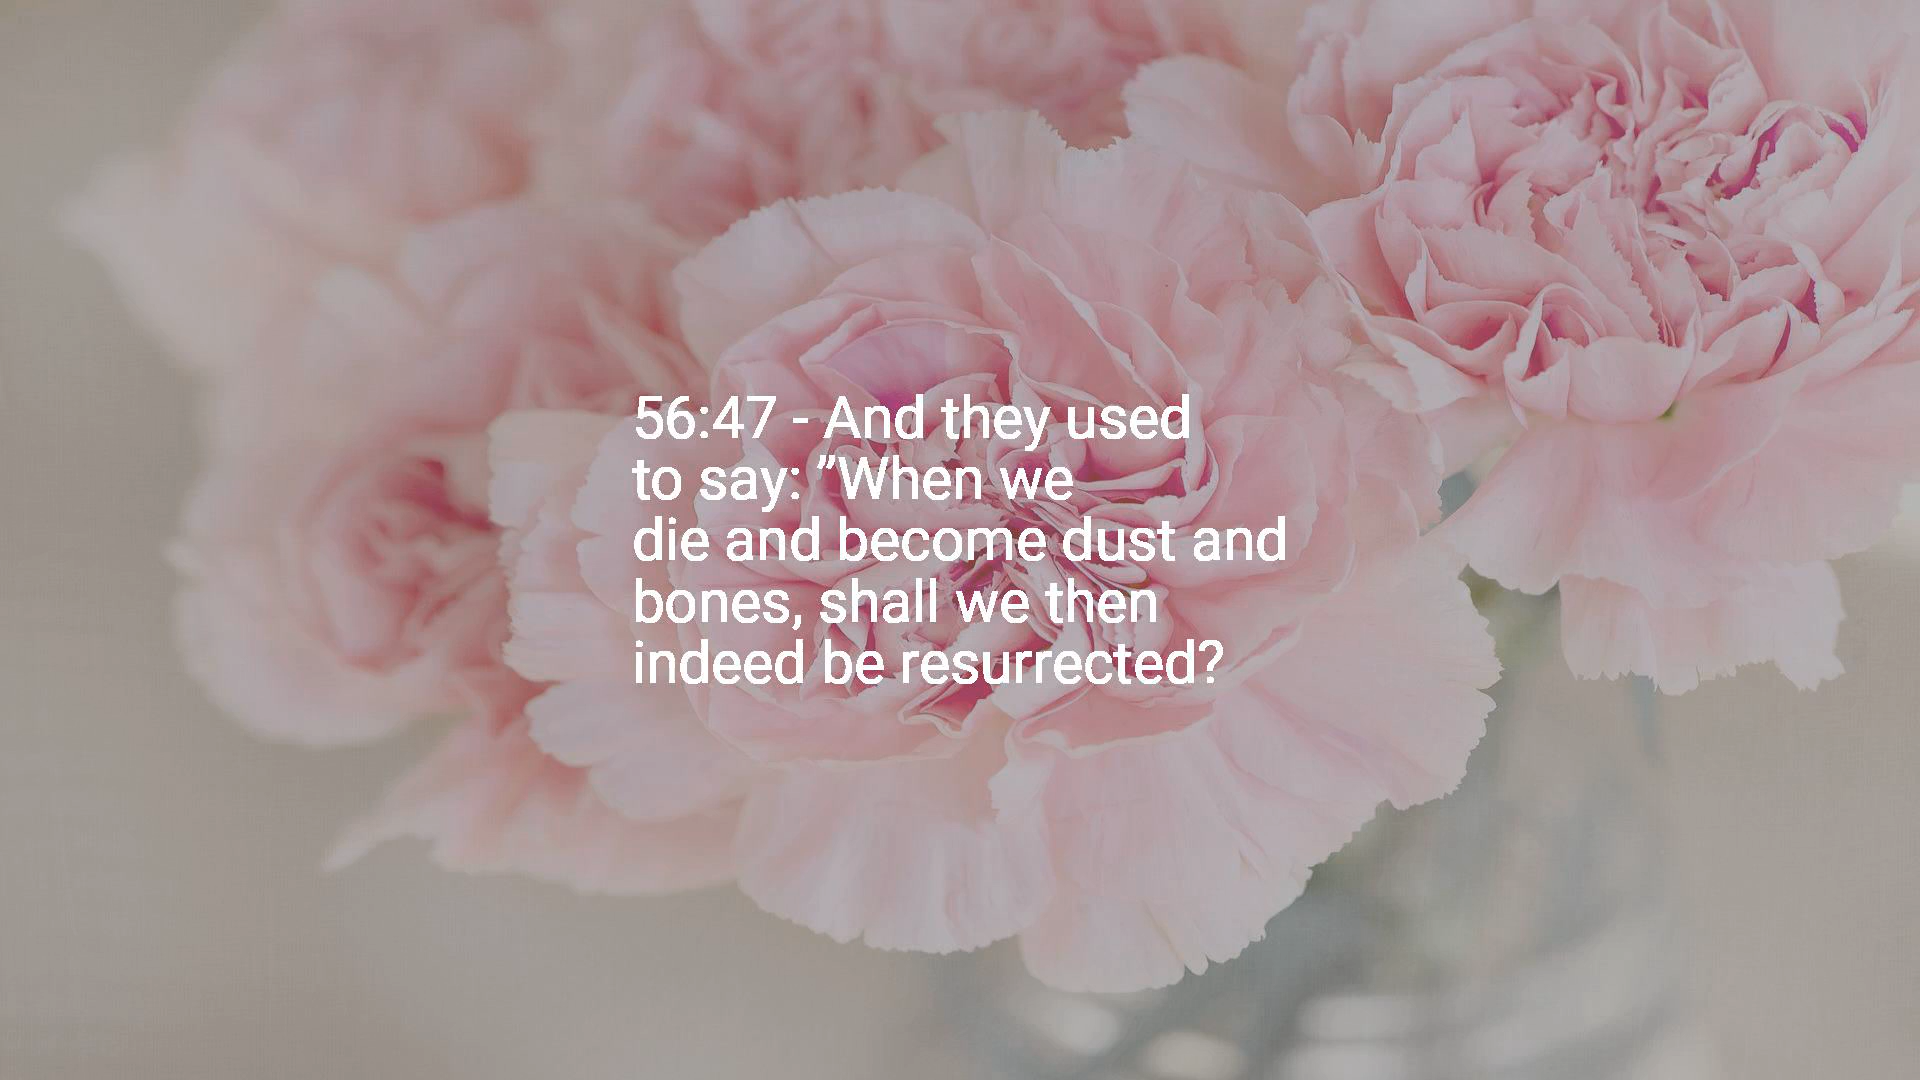 56:47 - And they used
to say: ”When we
die and become dust and
bones, shall we then
indeed be resurrected?